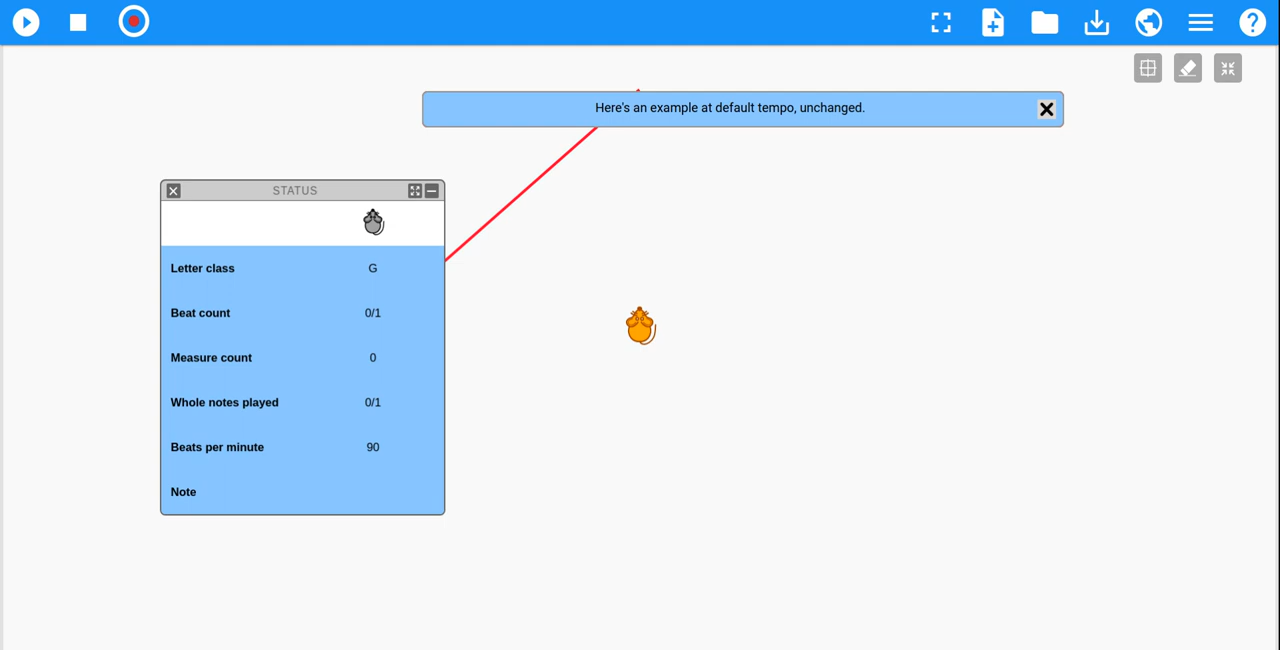 Here's an example at default tempo, unchanged.
STATUS
Letter class G
Beat count 0/1
Measure count 0
Whole notes played 0/1
Beats per minute 90
Note